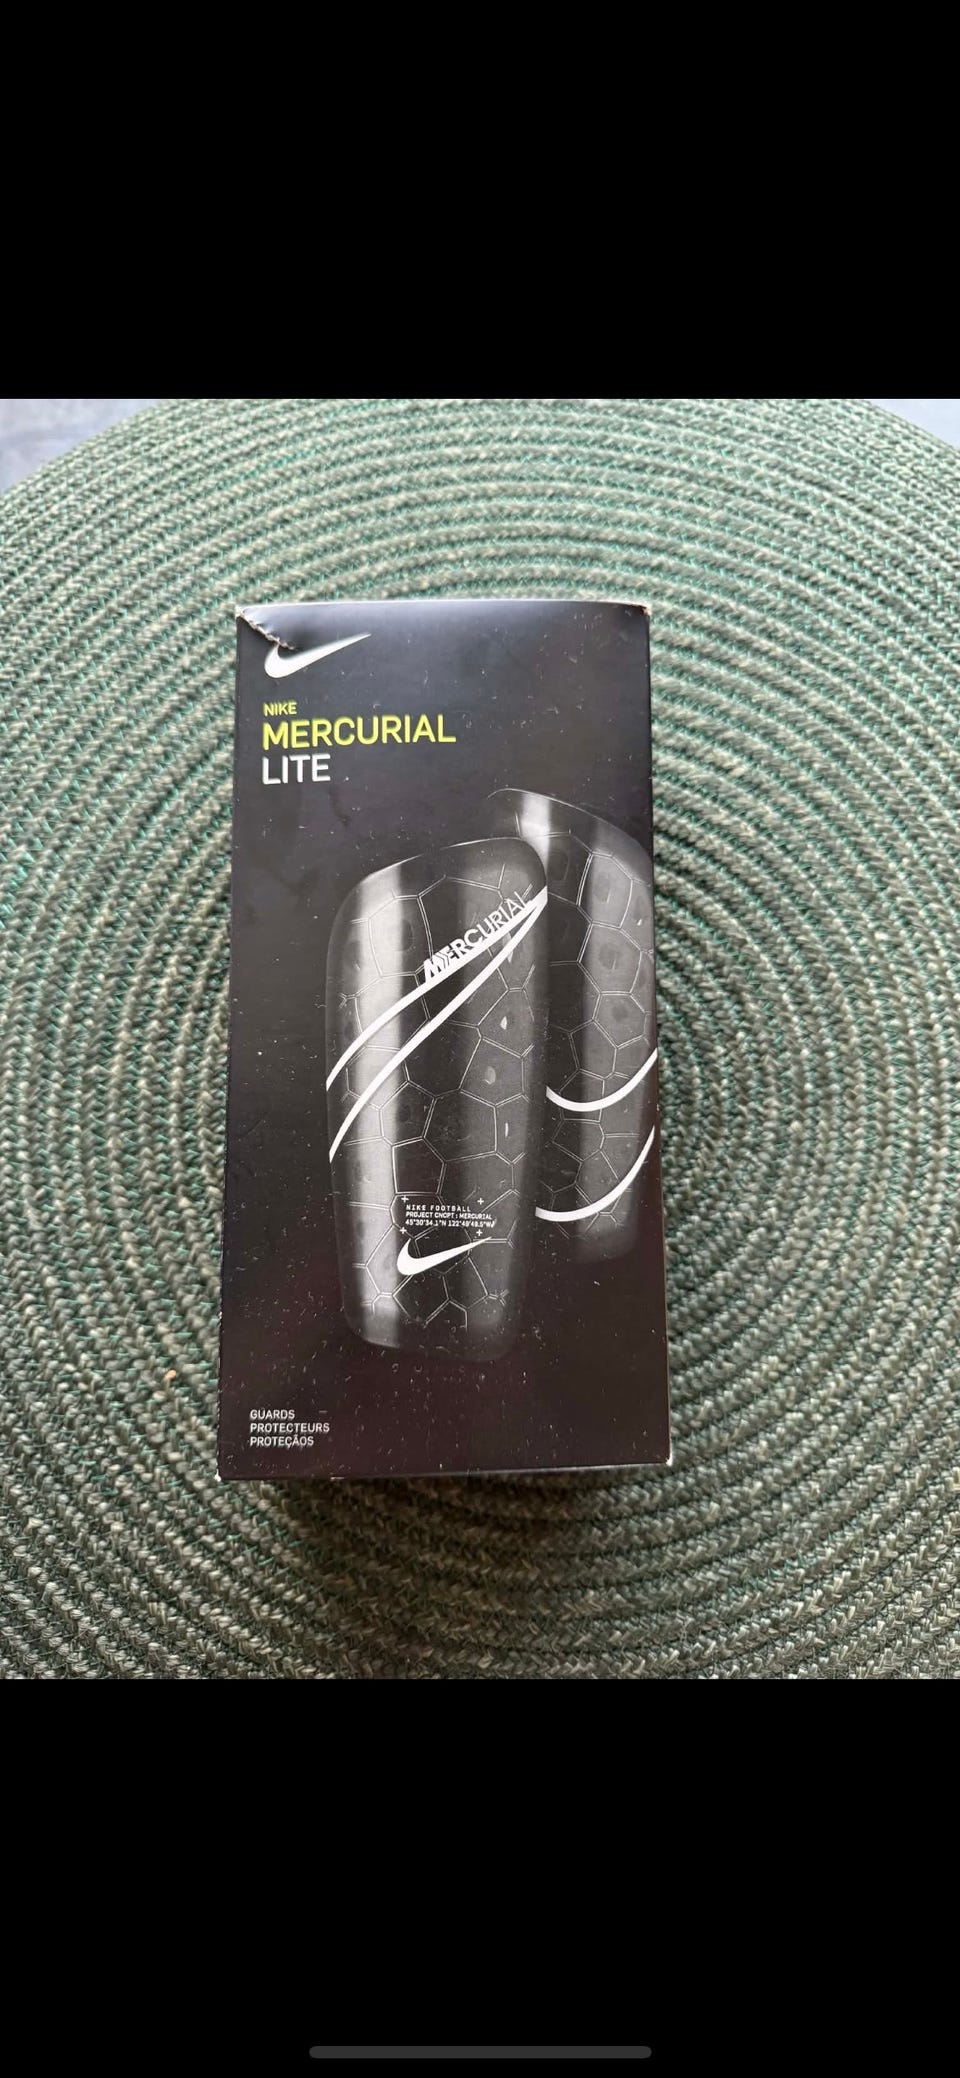 NIKE
MERCURIAL
LITE
MERCURIAL
NIKE FOOTBALL
PROJECT CNCPT : MERCURIAL
45°30'34.1"N 122°49'49.5"W
GUARDS
PROTECTEURS
PROTEÇÃOS